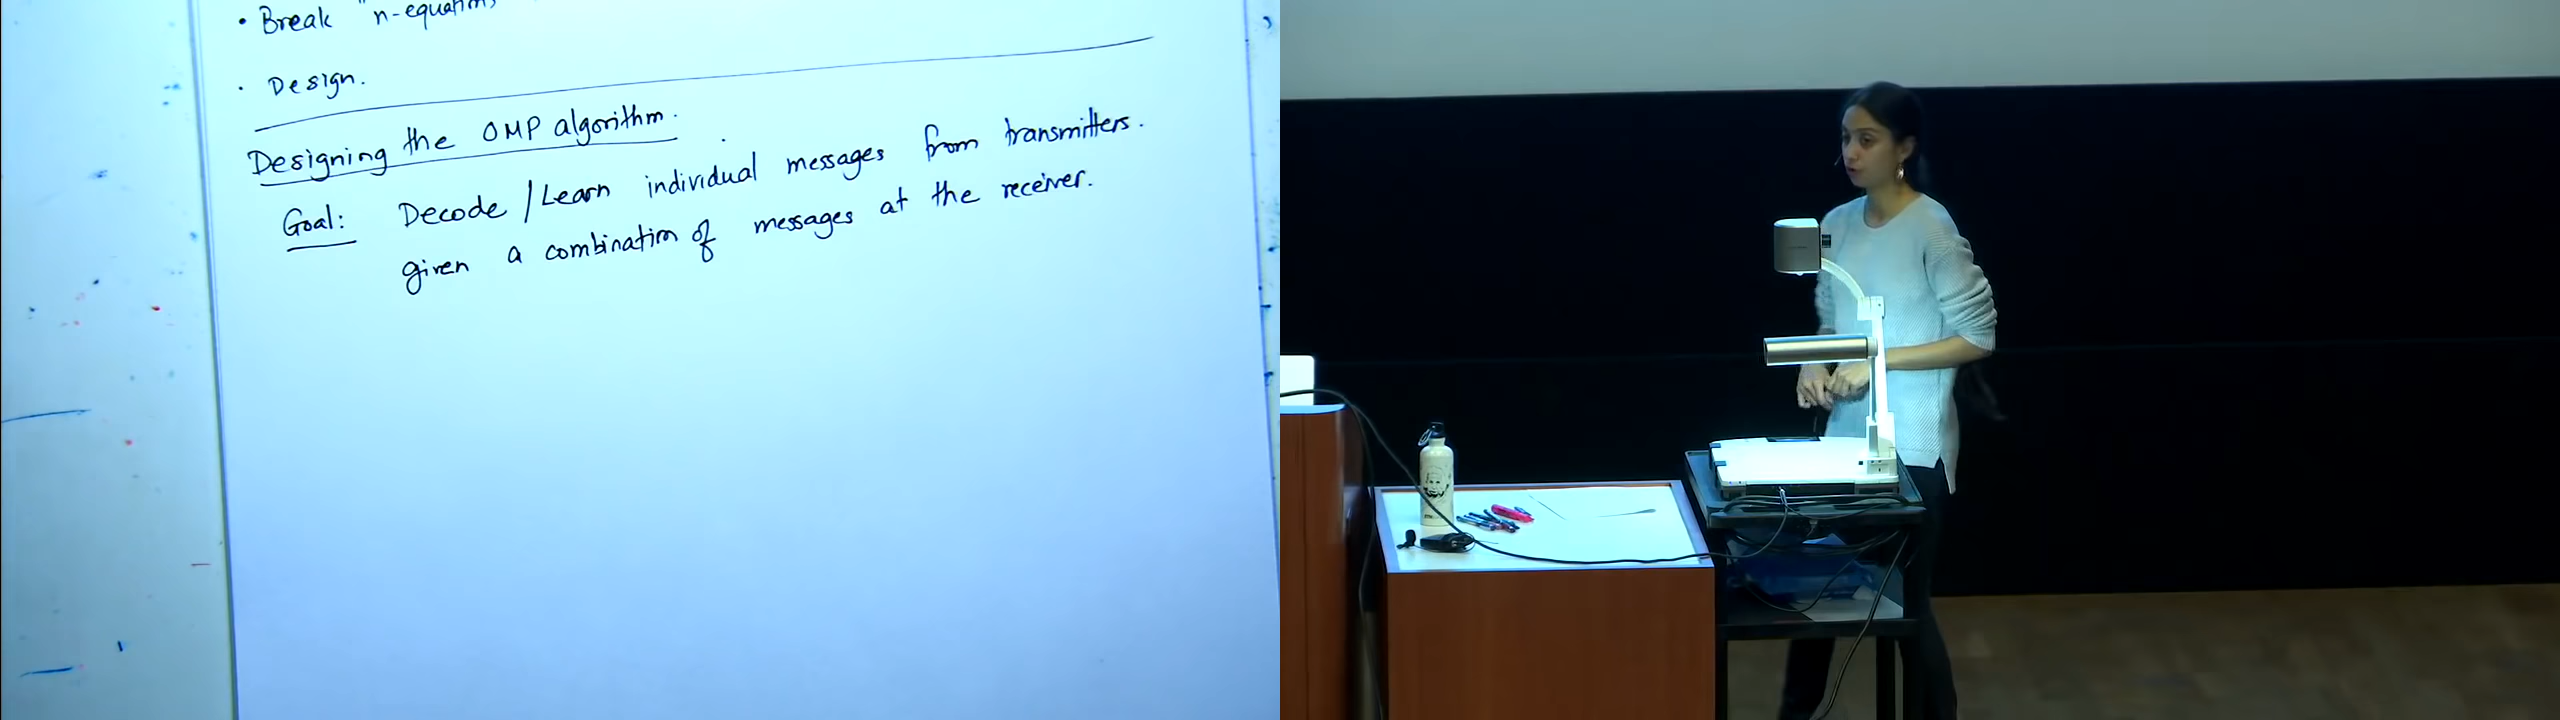 • Break "n-equations
• Design.
Designing the OMP algorithm.
Goal: Decode / Learn individual messages from transmitters.
given a combination of messages at the receiver.